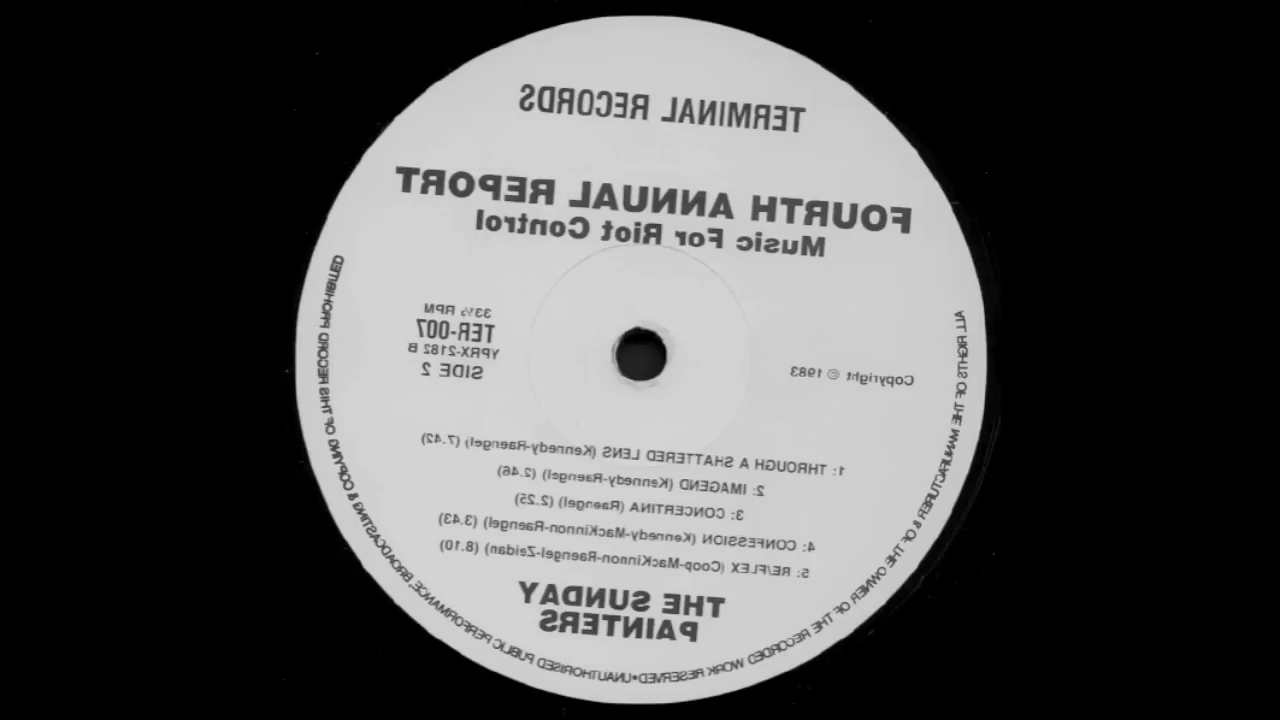 TERMINAL RECORDS
FOURTH ANNUAL REPORT
Music For Riot Control
33⅓ RPM
TER-007
YPRX-2182 B
SIDE 2
Copyright © 1983
1: THROUGH A SHATTERED LENS (Kennedy-Raengel) (7.42)
2: IMAGEND (Kennedy-Raengel) (2.46)
3: CONCERTINA (Raengel) (2.25)
4: CONFESSION (Kennedy-MacKinnon-Raengel) (3.43)
5: RE/FLEX (Coop-MacKinnon-Raengel-Zeidan) (8.10)
THE SUNDAY
PAINTERS
ALL RIGHTS OF THE MANUFACTURER & OF THE OWNER OF THE RECORDED WORK RESERVED•UNAUTHORISED PUBLIC PERFORMANCE, BROADCASTING & COPYING OF THIS RECORD PROHIBITED